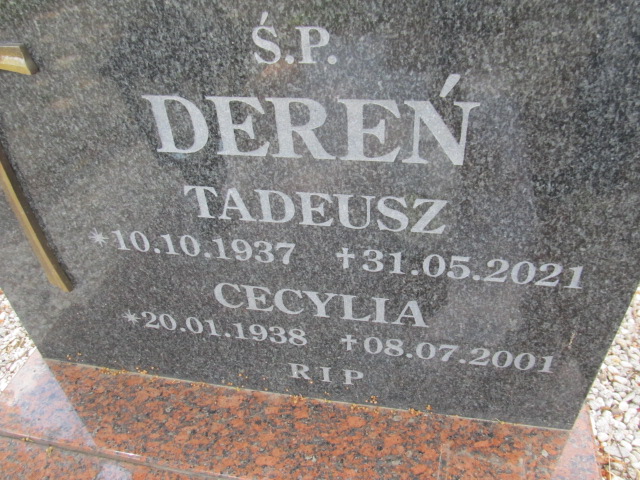 Ś.P.
DEREŃ
TADEUSZ
*10.10.1937 ✝31.05.2021
CECYLIA
*20.01.1938 ✝08.07.2001
RIP